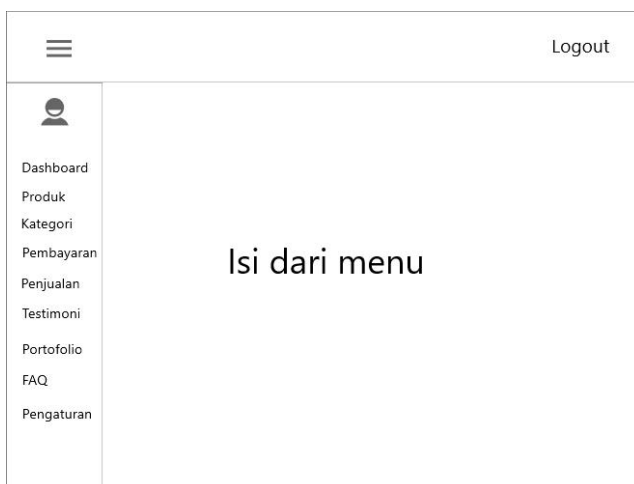 Logout
Dashboard
Produk
Kategori
Pembayaran
Penjualan
Testimoni
Portofolio
FAQ
Pengaturan
Isi dari menu